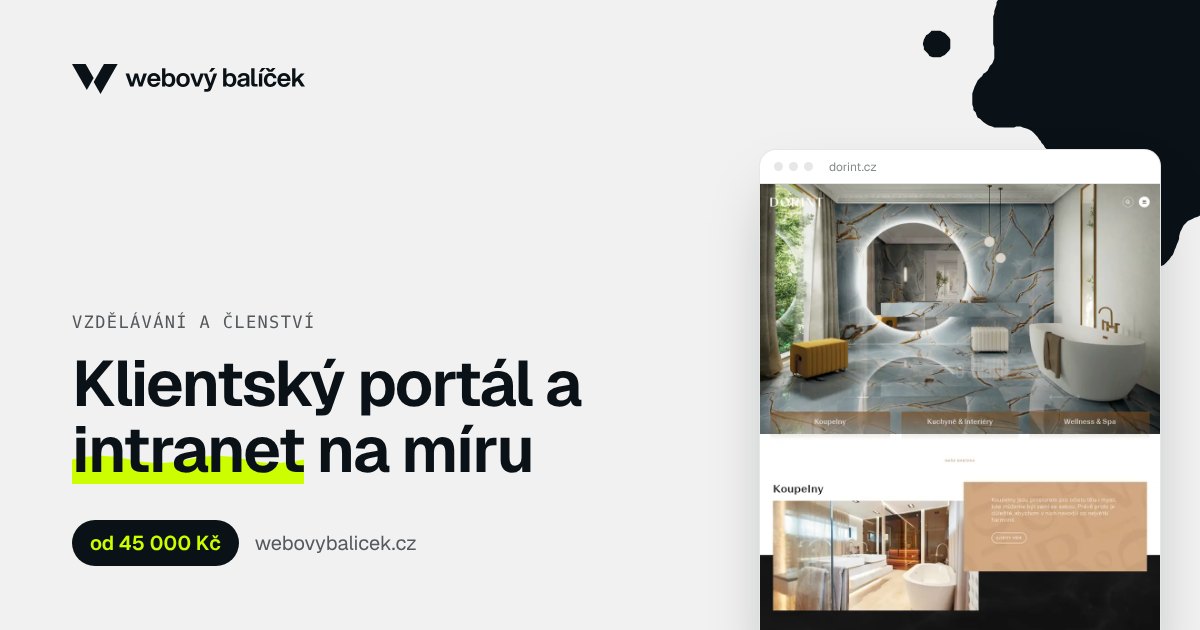 webový balíček
VZDĚLÁVÁNÍ A ČLENSTVÍ
Klientský portál a
intranet na míru
od 45 000 Kč
webovybalicek.cz
dorint.cz
DORINT
Koupelny
Kuchyně & Interiéry
Wellness & Spa
Koupelny